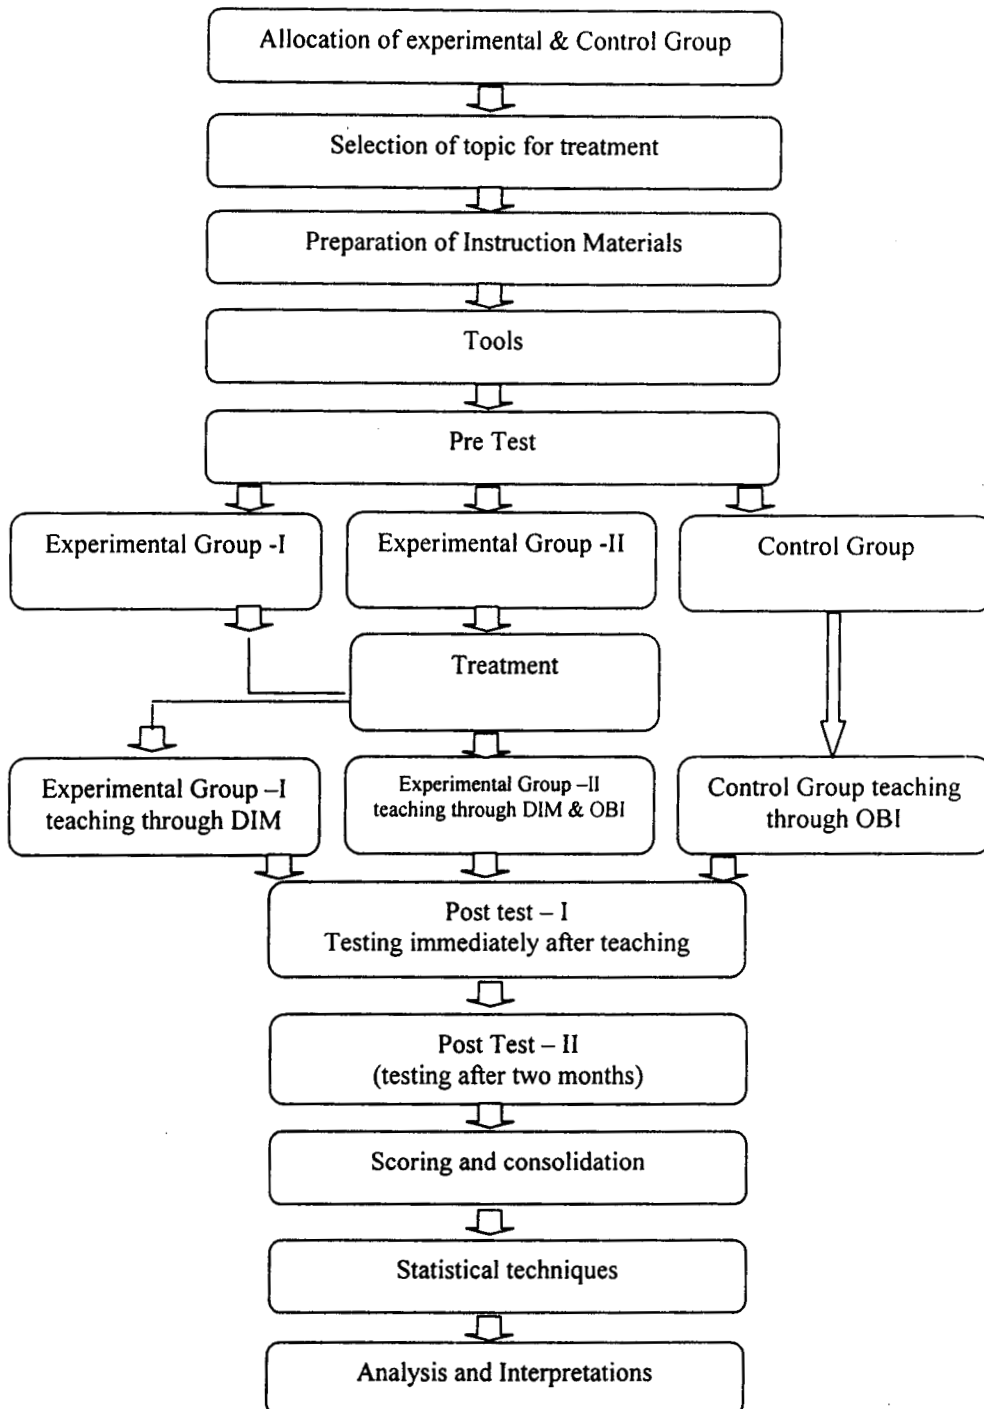 Allocation of experimental & Control Group
Selection of topic for treatment
Preparation of Instruction Materials
Tools
Pre Test
Experimental Group -I
Experimental Group -II
Control Group
Treatment
Experimental Group –I
teaching through DIM
Experimental Group –II
teaching through DIM & OBI
Control Group teaching
through OBI
Post test – I
Testing immediately after teaching
Post Test – II
(testing after two months)
Scoring and consolidation
Statistical techniques
Analysis and Interpretations